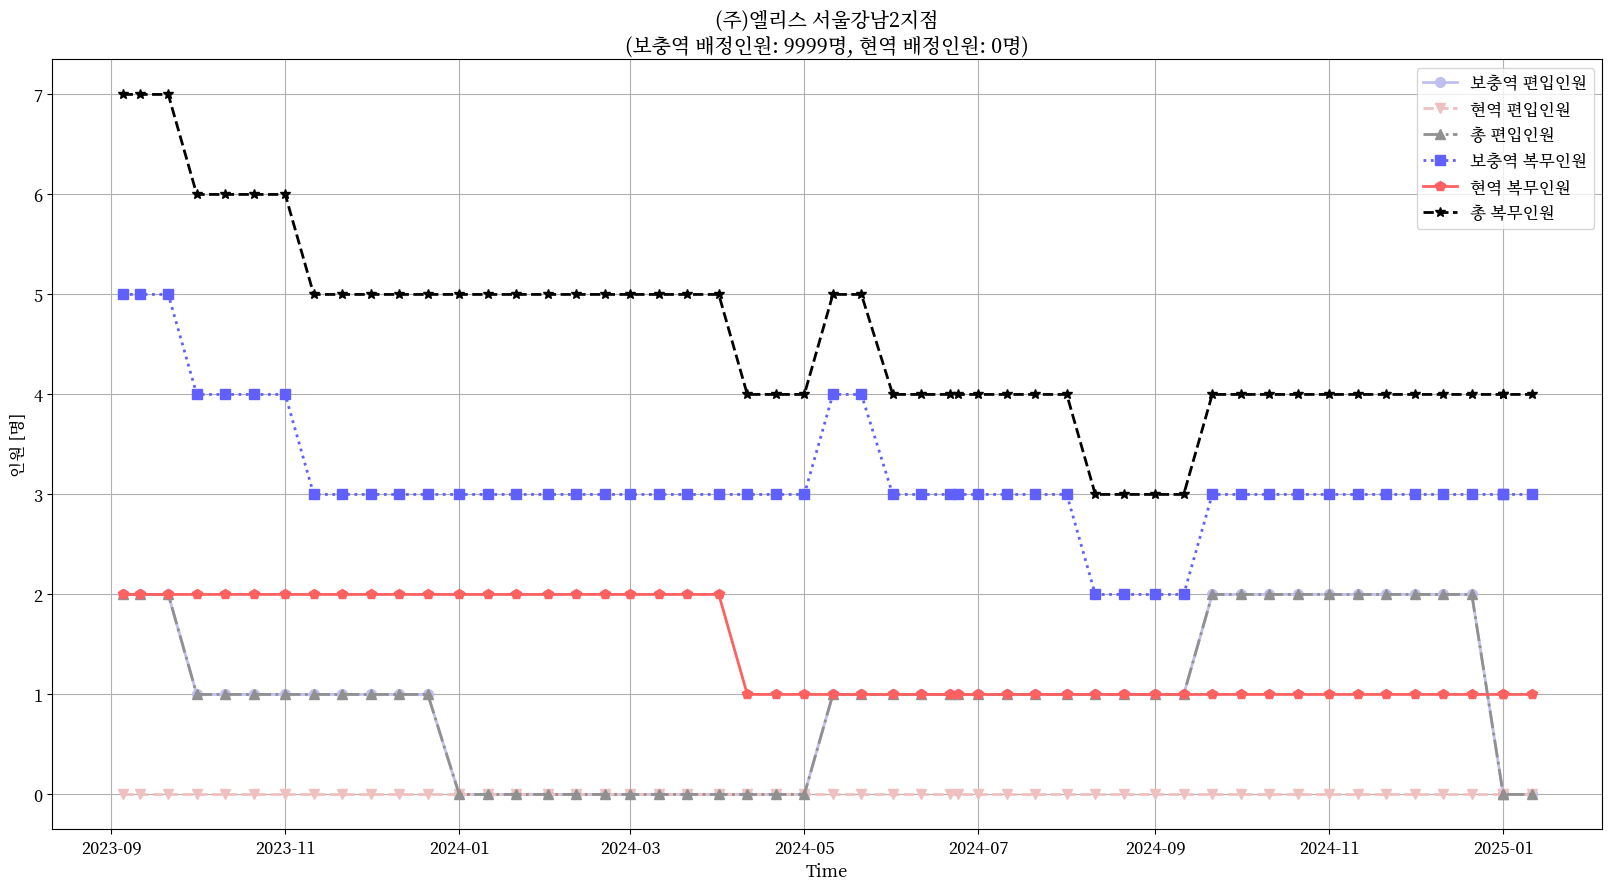 (주)엘리스 서울강남2지점
(보충역 배정인원: 9999명, 현역 배정인원: 0명)
보충역 편입인원
현역 편입인원
총 편입인원
보충역 복무인원
현역 복무인원
총 복무인원
인원 [명]
7
6
5
4
3
2
1
0
2023-09
2023-11
2024-01
2024-03
2024-05
2024-07
2024-09
2024-11
2025-01
Time